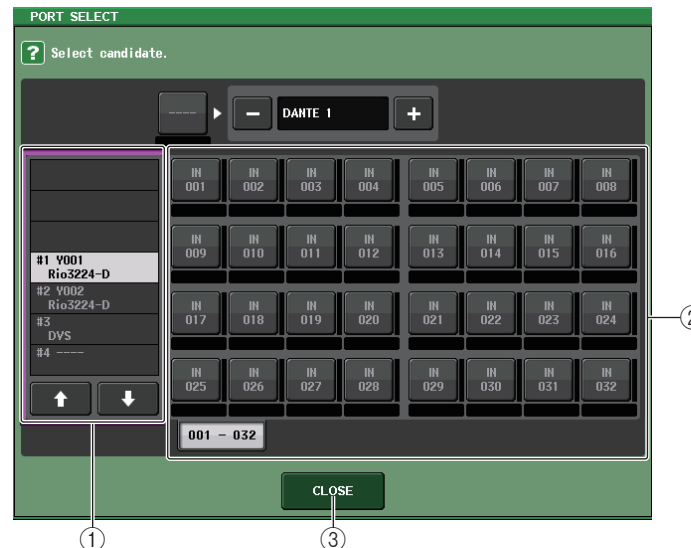 PORT SELECT
? Select candidate.
---- − DANTE 1 +
#1 Y001
Rio3224-D
#2 Y002
Rio3224-D
#3
DVS
#4 ----
IN 001 IN 002 IN 003 IN 004 IN 005 IN 006 IN 007 IN 008
IN 009 IN 010 IN 011 IN 012 IN 013 IN 014 IN 015 IN 016
IN 017 IN 018 IN 019 IN 020 IN 021 IN 022 IN 023 IN 024
IN 025 IN 026 IN 027 IN 028 IN 029 IN 030 IN 031 IN 032
001 - 032
CLOSE
① ③
②